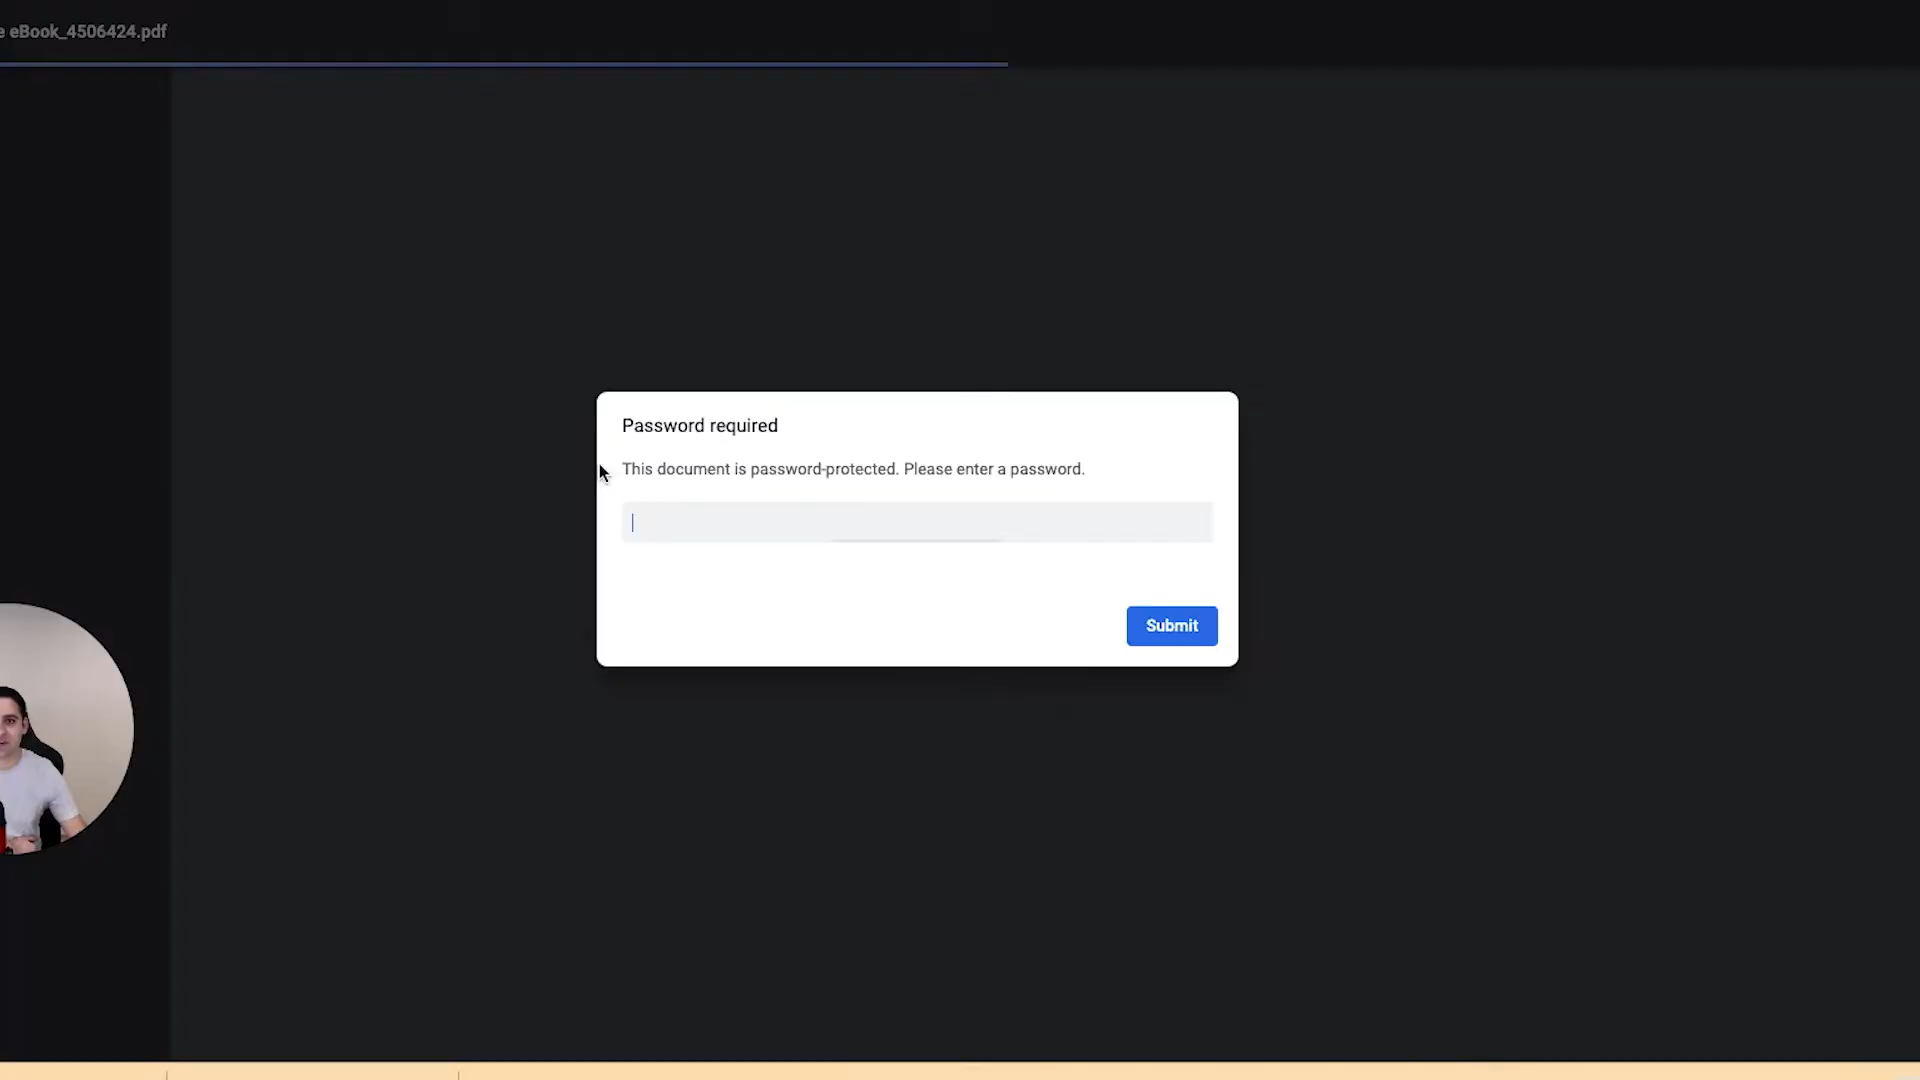 e eBook_4506424.pdf
Password required
This document is password-protected. Please enter a password.
Submit